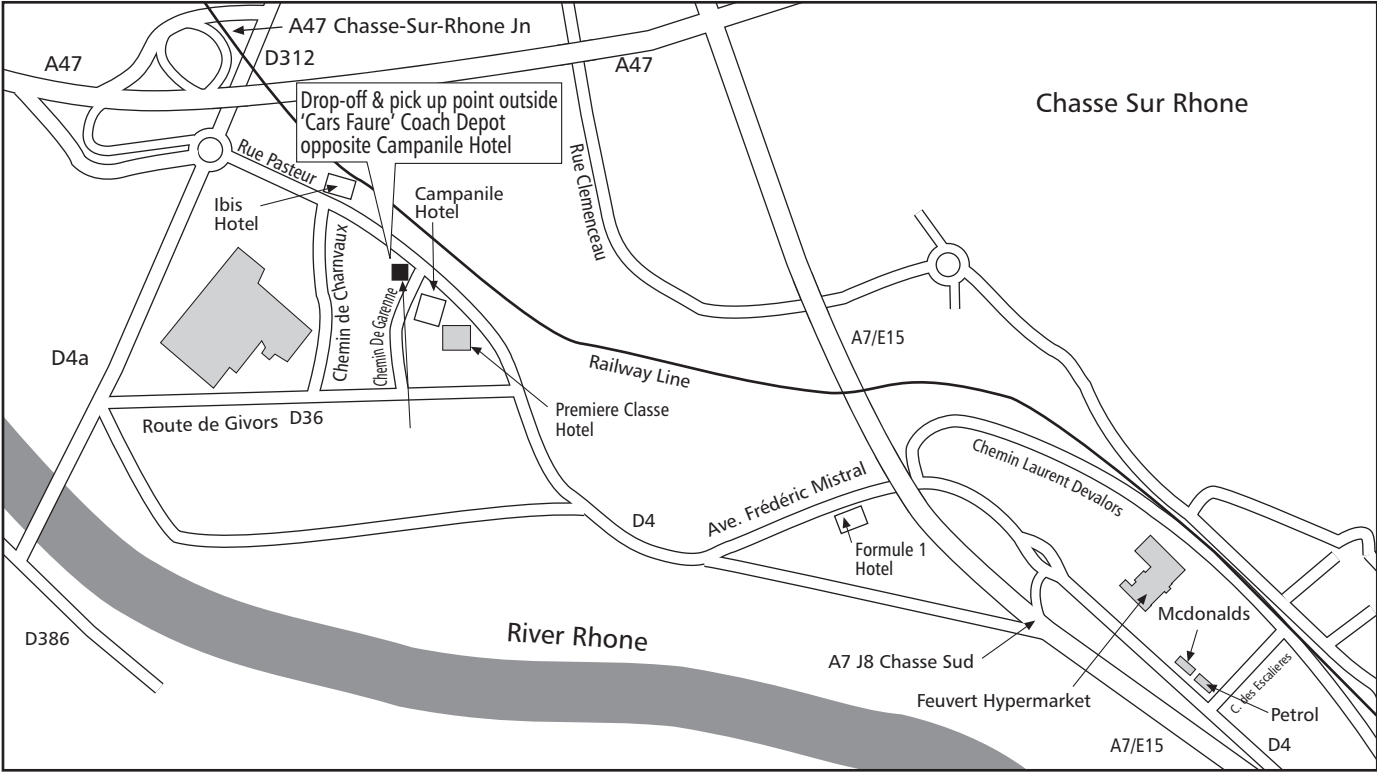 A47 Chasse-Sur-Rhone Jn
D312
A47
A47
Drop-off & pick up point outside
'Cars Faure' Coach Depot
opposite Campanile Hotel
Chasse Sur Rhone
Rue Pasteur
Rue Clemenceau
Ibis
Hotel
Campanile
Hotel
Chemin de Charnvaux
Chemin De Garenne
A7/E15
D4a
Railway Line
Premiere Classe
Hotel
Route de Givors
D36
Chemin Laurent Devalors
Ave. Frédéric Mistral
D4
Formule 1
Hotel
Mcdonalds
River Rhone
D386
A7 J8 Chasse Sud
Feuvert Hypermarket
C. des Escalieres
Petrol
A7/E15
D4